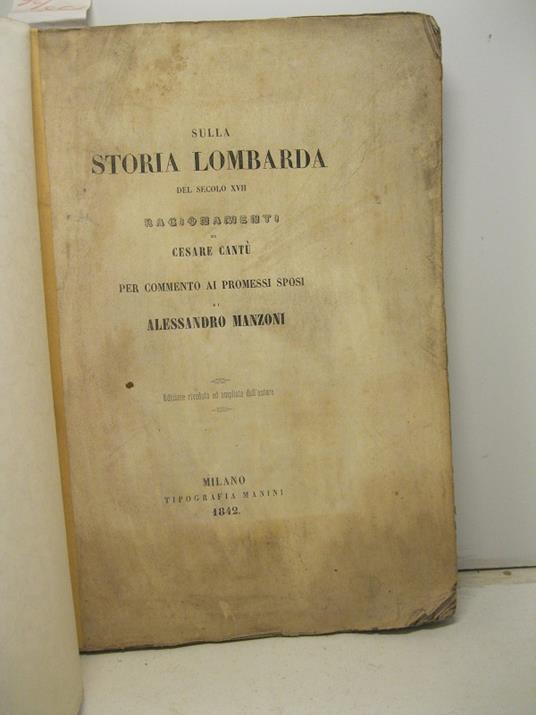 SULLA
STORIA LOMBARDA
DEL SECOLO XVII
RAGIONAMENTI
DI
CESARE CANTÙ
PER COMMENTO AI PROMESSI SPOSI
DI
ALESSANDRO MANZONI
Edizione riveduta ed ampliata dall'autore
MILANO
TIPOGRAFIA MANINI
1842.